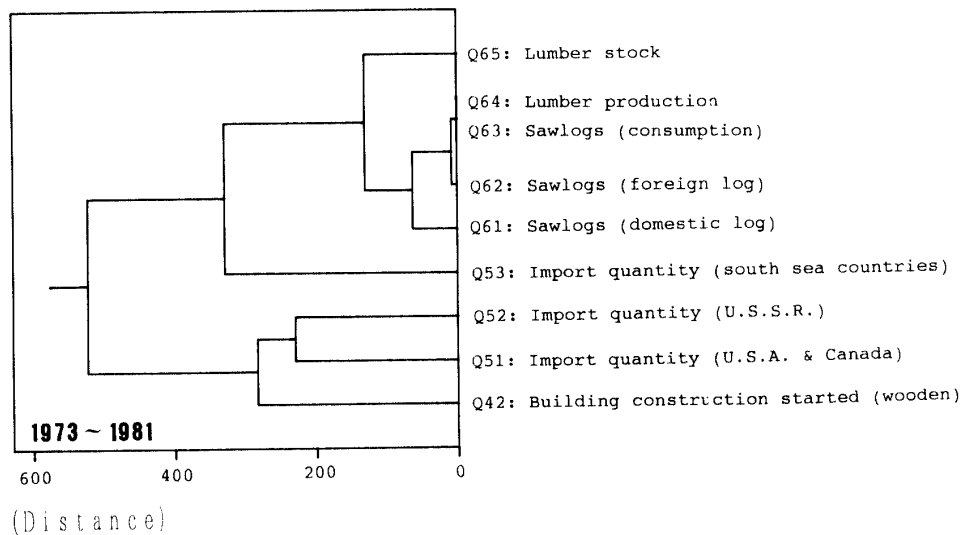 Q65: Lumber stock
Q64: Lumber production
Q63: Sawlogs (consumption)
Q62: Sawlogs (foreign log)
Q61: Sawlogs (domestic log)
Q53: Import quantity (south sea countries)
Q52: Import quantity (U.S.S.R.)
Q51: Import quantity (U.S.A. & Canada)
Q42: Building construction started (wooden)
1973 ~ 1981
600 400 200 0
(Distance)